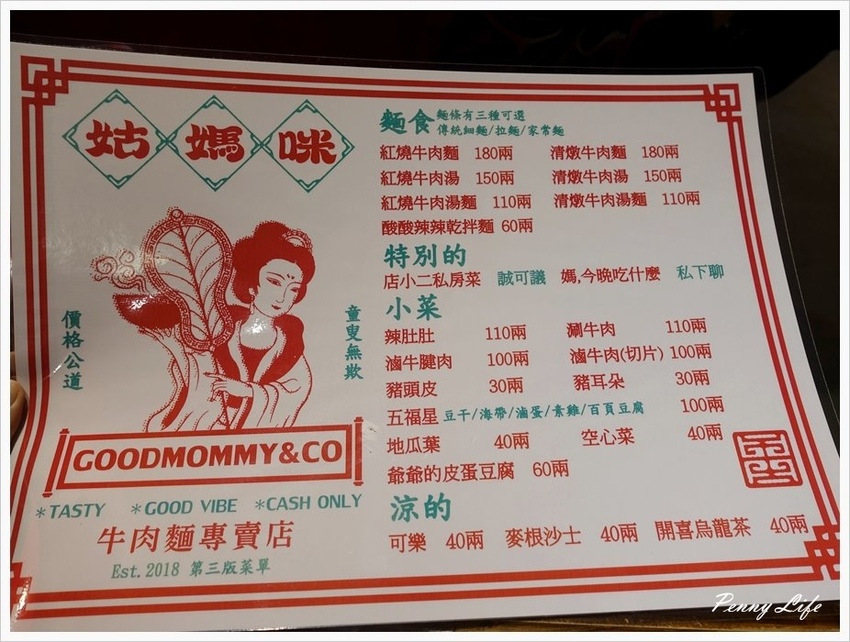 姑媽咪
價格公道
童叟無欺
GOODMOMMY&CO
*TASTY *GOOD VIBE *CASH ONLY
牛肉麵專賣店
Est.2018 第三版菜單
麵食 麵條有三種可選
傳統細麵/拉麵/家常麵
紅燒牛肉麵 180兩 清燉牛肉麵 180兩
紅燒牛肉湯 150兩 清燉牛肉湯 150兩
紅燒牛肉湯麵 110兩 清燉牛肉湯麵 110兩
酸酸辣辣乾拌麵 60兩
特別的
店小二私房菜 誠可議 媽,今晚吃什麼 私下聊
小菜
辣肚肚 110兩 涮牛肉 110兩
滷牛腱肉 100兩 滷牛肉(切片) 100兩
豬頭皮 30兩 豬耳朵 30兩
五福星 豆干/海帶/滷蛋/素雞/百頁豆腐 100兩
地瓜葉 40兩 空心菜 40兩
爺爺的皮蛋豆腐 60兩
涼的
可樂 40兩 麥根沙士 40兩 開喜烏龍茶 40兩
Penny Life